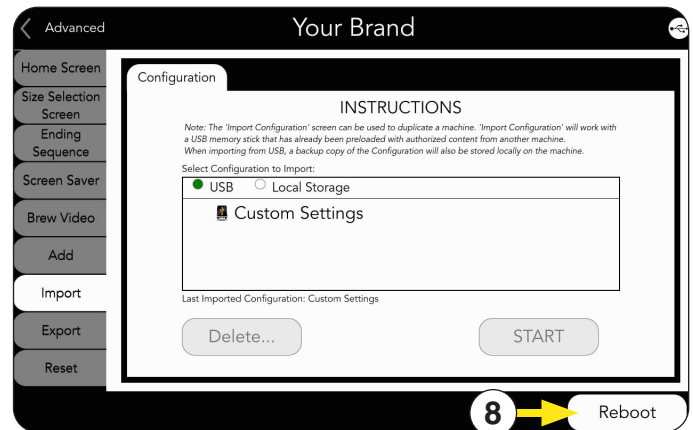 Advanced
Your Brand
Home Screen
Size Selection
Screen
Ending
Sequence
Screen Saver
Brew Video
Add
Import
Export
Reset
Configuration
INSTRUCTIONS
Note: The 'Import Configuration' screen can be used to duplicate a machine. 'Import Configuration' will work with
a USB memory stick that has already been preloaded with authorized content from another machine.
When importing from USB, a backup copy of the Configuration will also be stored locally on the machine.
Select Configuration to Import:
USB Local Storage
Custom Settings
Last Imported Configuration: Custom Settings
Delete... START
8 Reboot